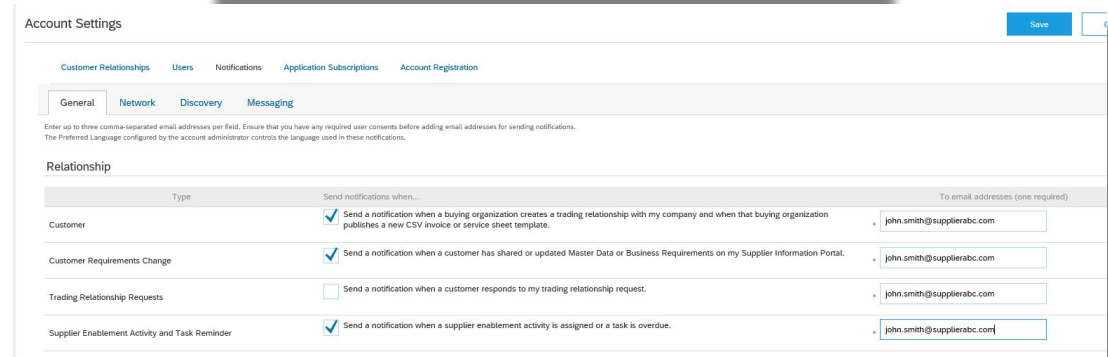 Account Settings
Save
Customer Relationships Users Notifications Application Subscriptions Account Registration
General Network Discovery Messaging
Enter up to three comma-separated email addresses per field. Ensure that you have any required user consents before adding email addresses for sending notifications.
The Preferred Language configured by the account administrator controls the language used in these notifications.
Relationship
Type Send notifications when... To email addresses (one required)
Customer Send a notification when a buying organization creates a trading relationship with my company and when that buying organization
publishes a new CSV invoice or service sheet template. * john.smith@supplierabc.com
Customer Requirements Change Send a notification when a customer has shared or updated Master Data or Business Requirements on my Supplier Information Portal. * john.smith@supplierabc.com
Trading Relationship Requests Send a notification when a customer responds to my trading relationship request. * john.smith@supplierabc.com
Supplier Enablement Activity and Task Reminder Send a notification when a supplier enablement activity is assigned or a task is overdue. * john.smith@supplierabc.com